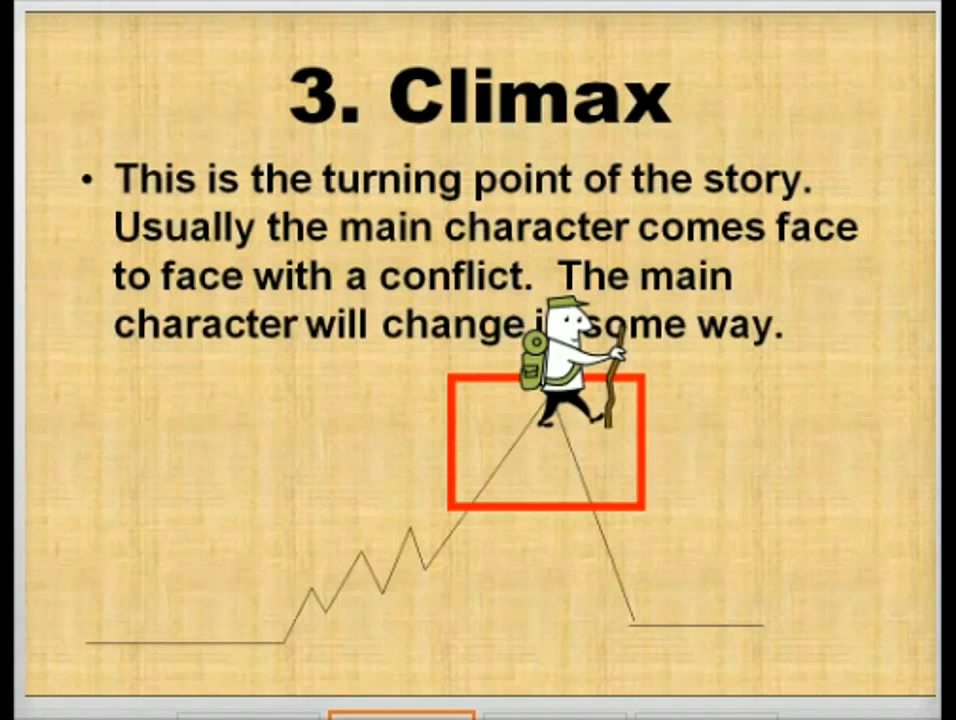 3. Climax
• This is the turning point of the story.
Usually the main character comes face
to face with a conflict. The main
character will change some way.